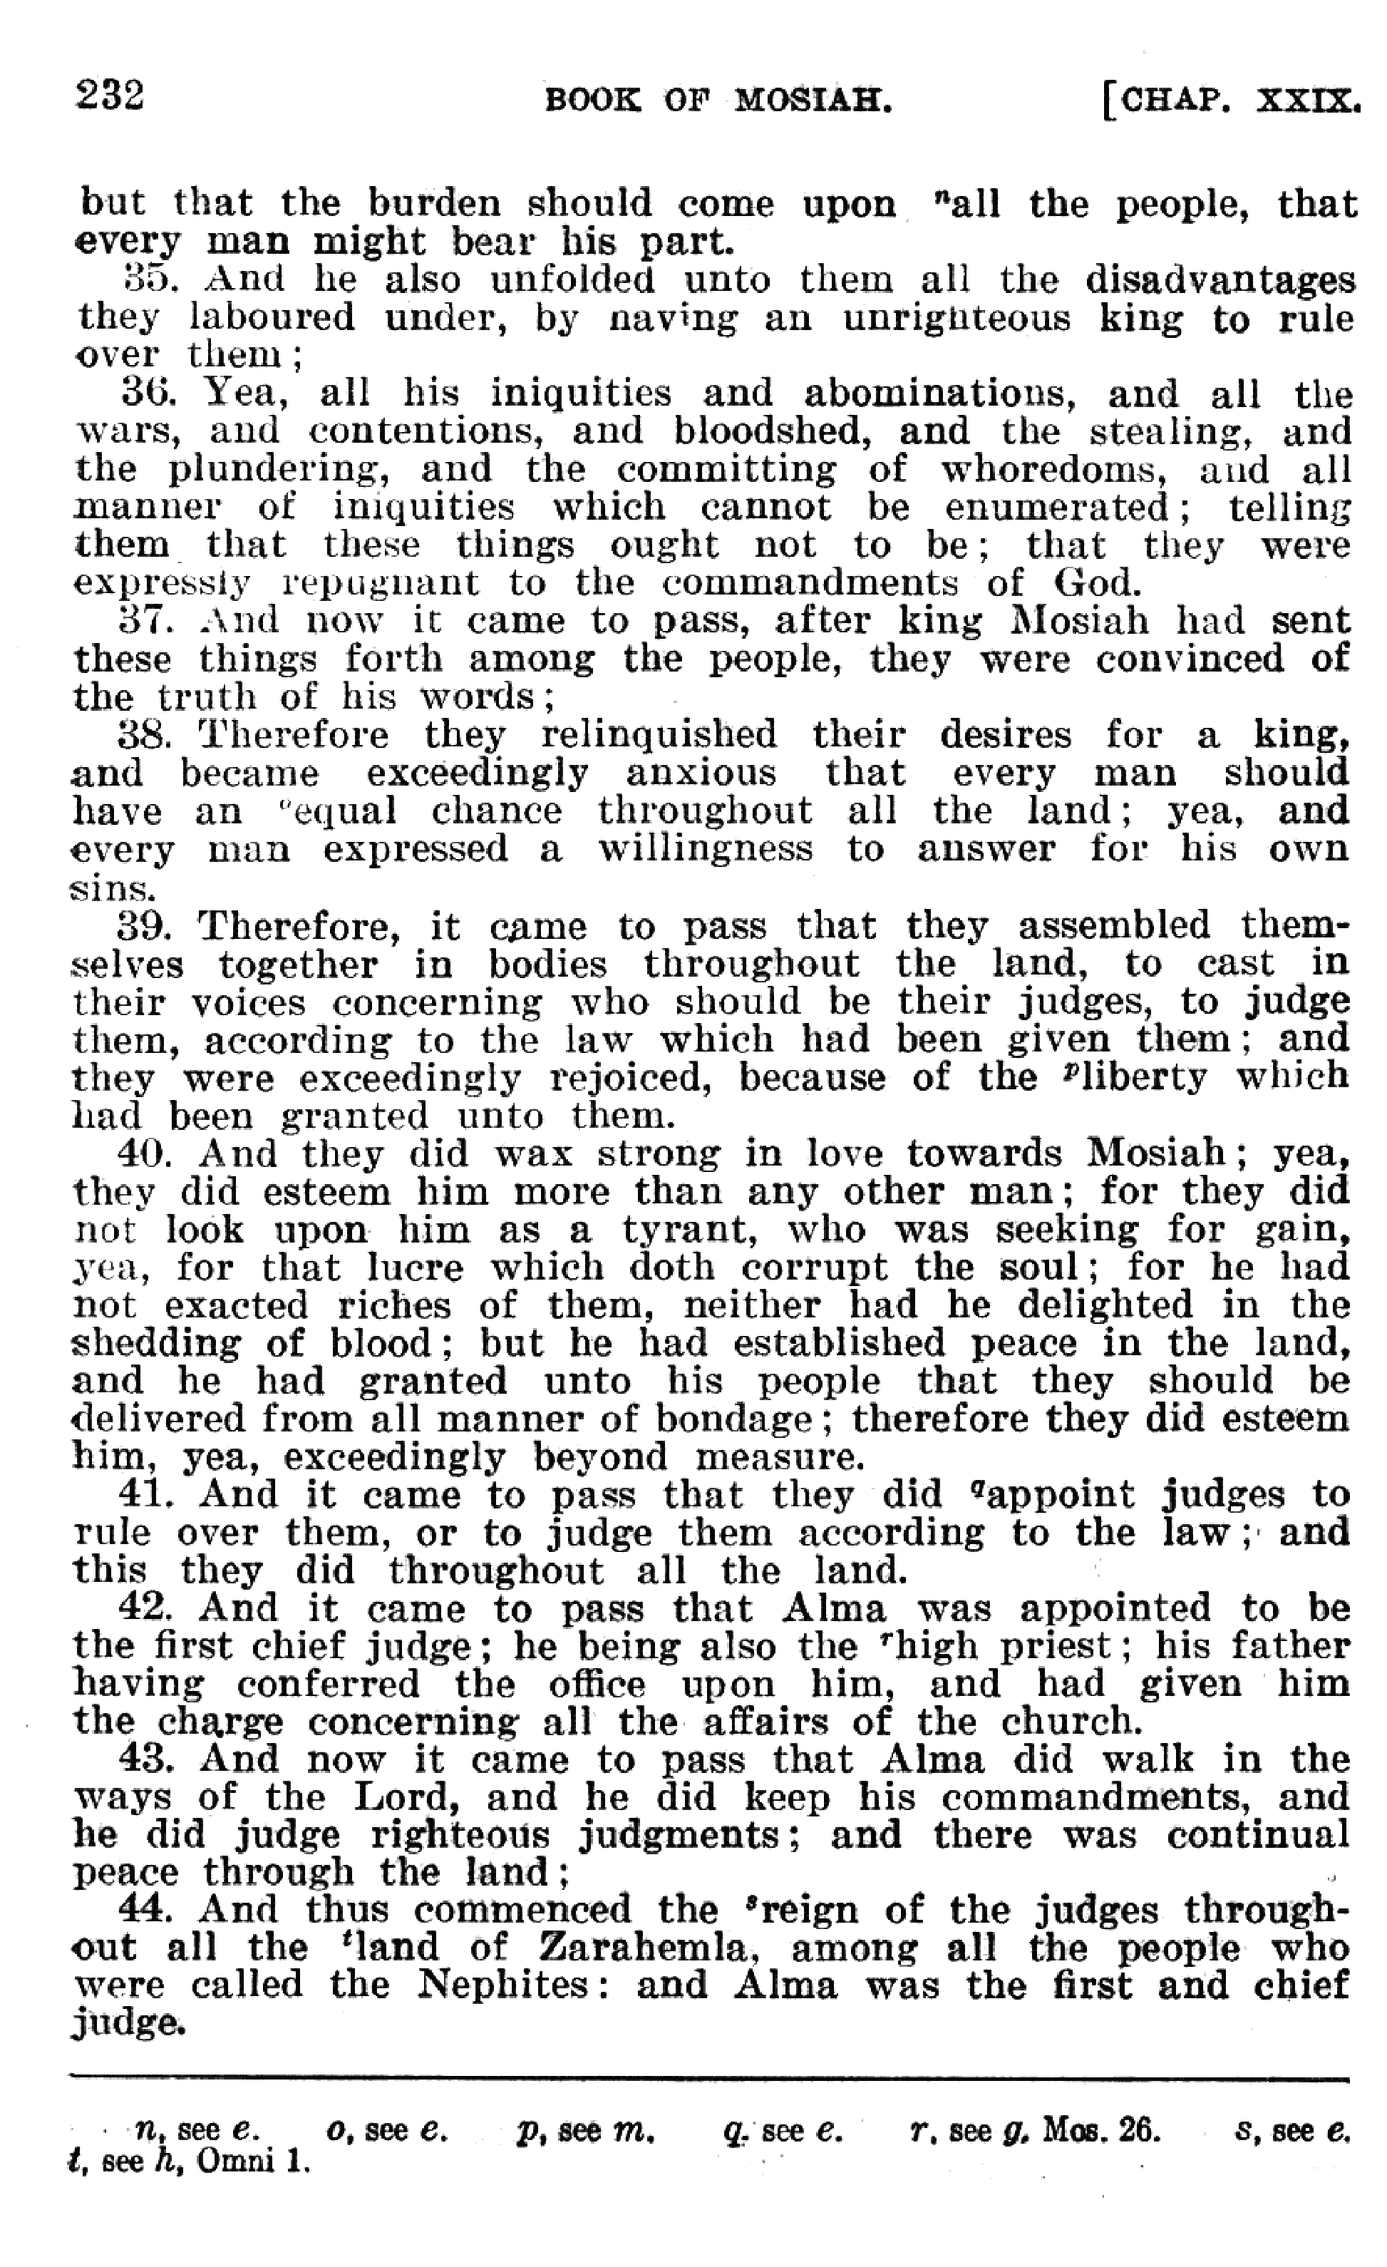 232 BOOK OF MOSIAH. [CHAP. XXIX.
but that the burden should come upon ⁿall the people, that
every man might bear his part.
35. And he also unfolded unto them all the disadvantages
they laboured under, by having an unrighteous king to rule
over them;
36. Yea, all his iniquities and abominations, and all the
wars, and contentions, and bloodshed, and the stealing, and
the plundering, and the committing of whoredoms, and all
manner of iniquities which cannot be enumerated; telling
them that these things ought not to be; that they were
expressly repugnant to the commandments of God.
37. And now it came to pass, after king Mosiah had sent
these things forth among the people, they were convinced of
the truth of his words;
38. Therefore they relinquished their desires for a king,
and became exceedingly anxious that every man should
have an ᵒequal chance throughout all the land; yea, and
every man expressed a willingness to answer for his own
sins.
39. Therefore, it came to pass that they assembled them-
selves together in bodies throughout the land, to cast in
their voices concerning who should be their judges, to judge
them, according to the law which had been given them; and
they were exceedingly rejoiced, because of the ᵖliberty which
had been granted unto them.
40. And they did wax strong in love towards Mosiah; yea,
they did esteem him more than any other man; for they did
not look upon him as a tyrant, who was seeking for gain,
yea, for that lucre which doth corrupt the soul; for he had
not exacted riches of them, neither had he delighted in the
shedding of blood; but he had established peace in the land,
and he had granted unto his people that they should be
delivered from all manner of bondage; therefore they did esteem
him, yea, exceedingly beyond measure.
41. And it came to pass that they did qappoint judges to
rule over them, or to judge them according to the law; and
this they did throughout all the land.
42. And it came to pass that Alma was appointed to be
the first chief judge; he being also the ʳhigh priest; his father
having conferred the office upon him, and had given him
the charge concerning all the affairs of the church.
43. And now it came to pass that Alma did walk in the
ways of the Lord, and he did keep his commandments, and
he did judge righteous judgments; and there was continual
peace through the land;
44. And thus commenced the ˢreign of the judges through-
out all the ᵗland of Zarahemla, among all the people who
were called the Nephites: and Alma was the first and chief
judge.
n, see e. o, see e. p, see m. q. see e. r. see g, Mos. 26. s, see e.
t, see h, Omni 1.